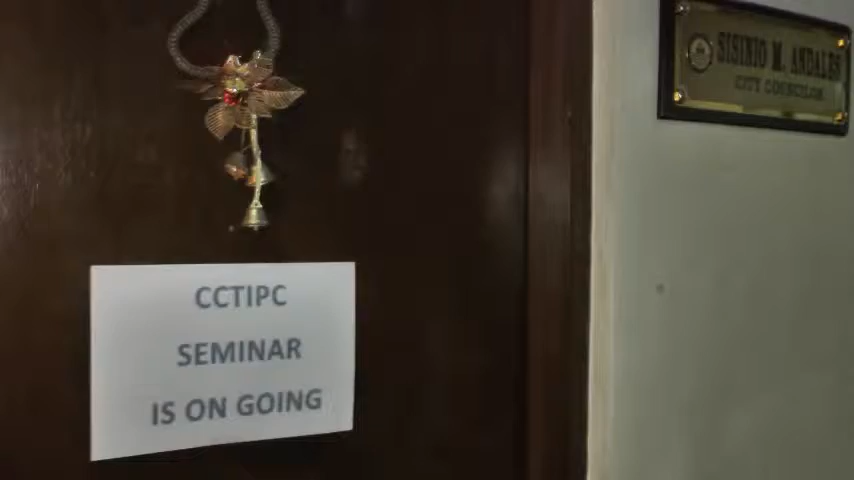 CCTIPC
SEMINAR
IS ON GOING
SISINIO M. ANDALES
CITY COUNCILOR